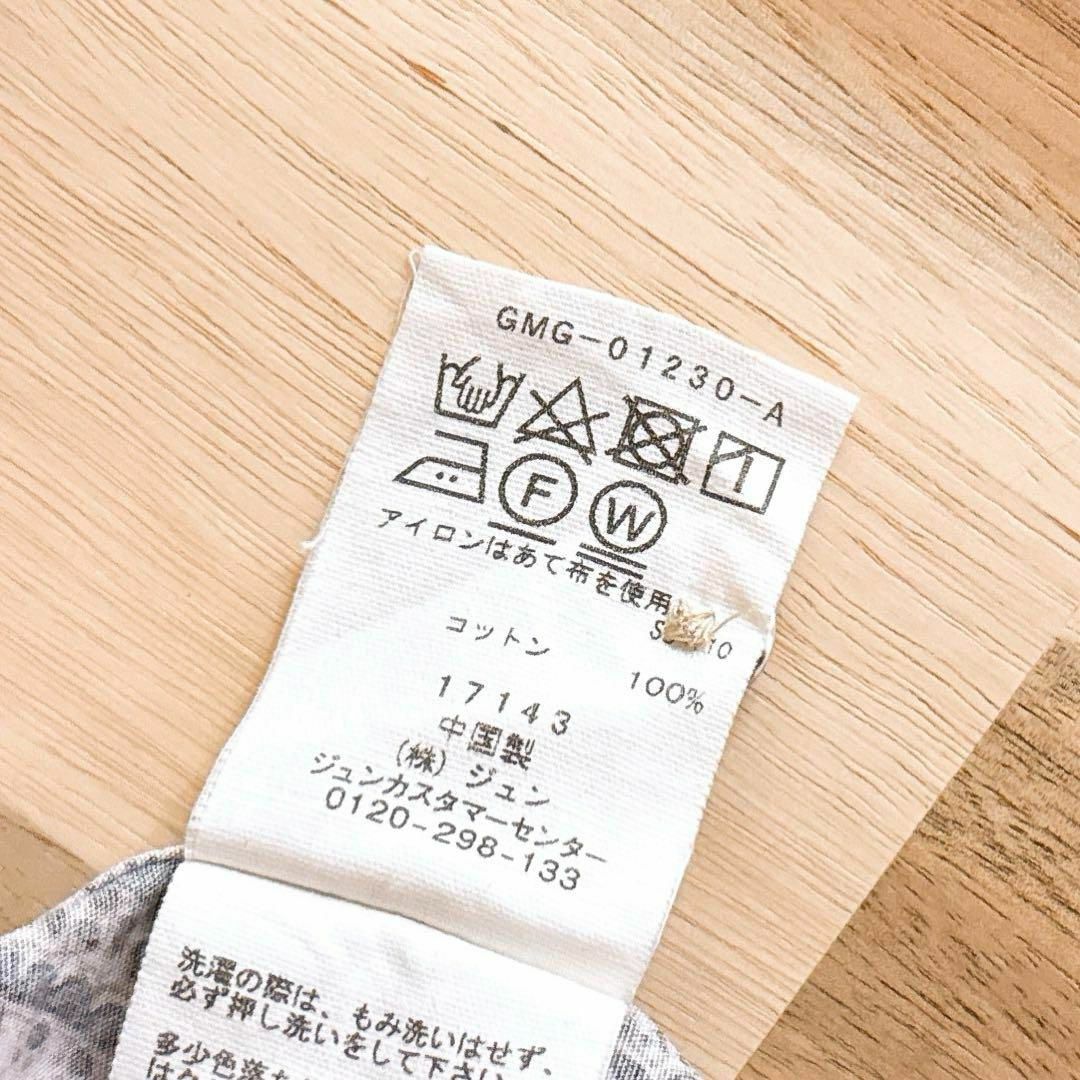 GMG-01230-A
F W
アイロンはあて布を使用
10
コットン 100%
17143
中国製
(株) ジュン
ジュンカスタマーセンター
0120-298-133
洗濯の際は、もみ洗いはせず、
必ず押し洗いをして下さい
多少色落